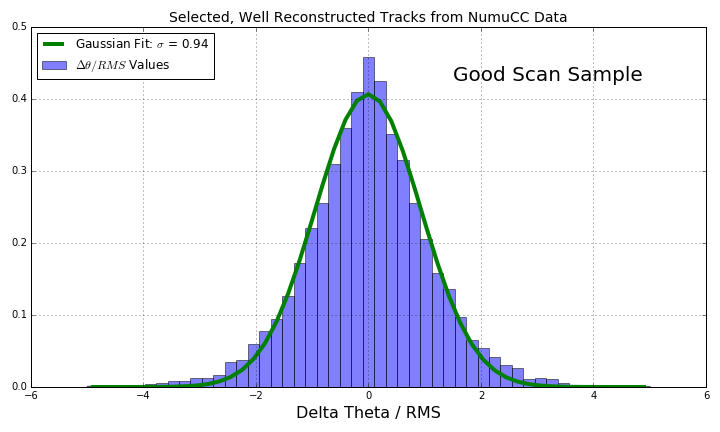 Selected, Well Reconstructed Tracks from NumuCC Data
Gaussian Fit: σ = 0.94
Δθ/RMS Values
Good Scan Sample
0.5
0.4
0.3
0.2
0.1
0.0
−6 −4 −2 0 2 4 6
Delta Theta / RMS